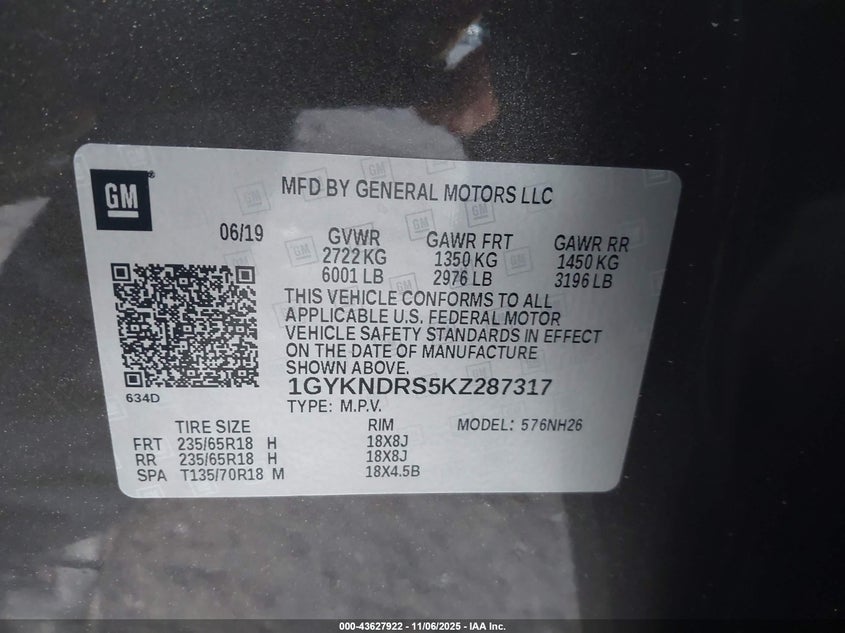 GM
MFD BY GENERAL MOTORS LLC
06/19
GVWR GAWR FRT GAWR RR
2722 KG 1350 KG 1450 KG
6001 LB 2976 LB 3196 LB
THIS VEHICLE CONFORMS TO ALL
APPLICABLE U.S. FEDERAL MOTOR
VEHICLE SAFETY STANDARDS IN EFFECT
ON THE DATE OF MANUFACTURE
SHOWN ABOVE.
1GYKNDRS5KZ287317
634D
TYPE: M.P.V.
TIRE SIZE RIM MODEL: 576NH26
FRT 235/65R18 H 18X8J
RR 235/65R18 H 18X8J
SPA T135/70R18 M 18X4.5B
000-43627922 - 11/06/2025 - IAA Inc.